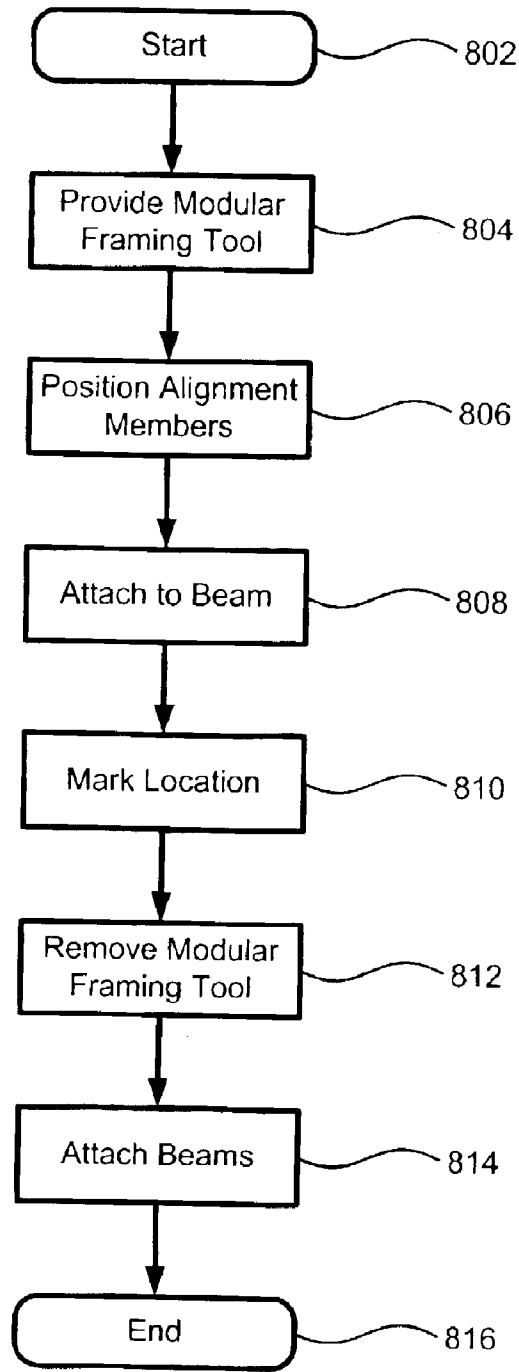 Start
802
Provide Modular
Framing Tool
804
Position Alignment
Members
806
Attach to Beam
808
Mark Location
810
Remove Modular
Framing Tool
812
Attach Beams
814
End
816